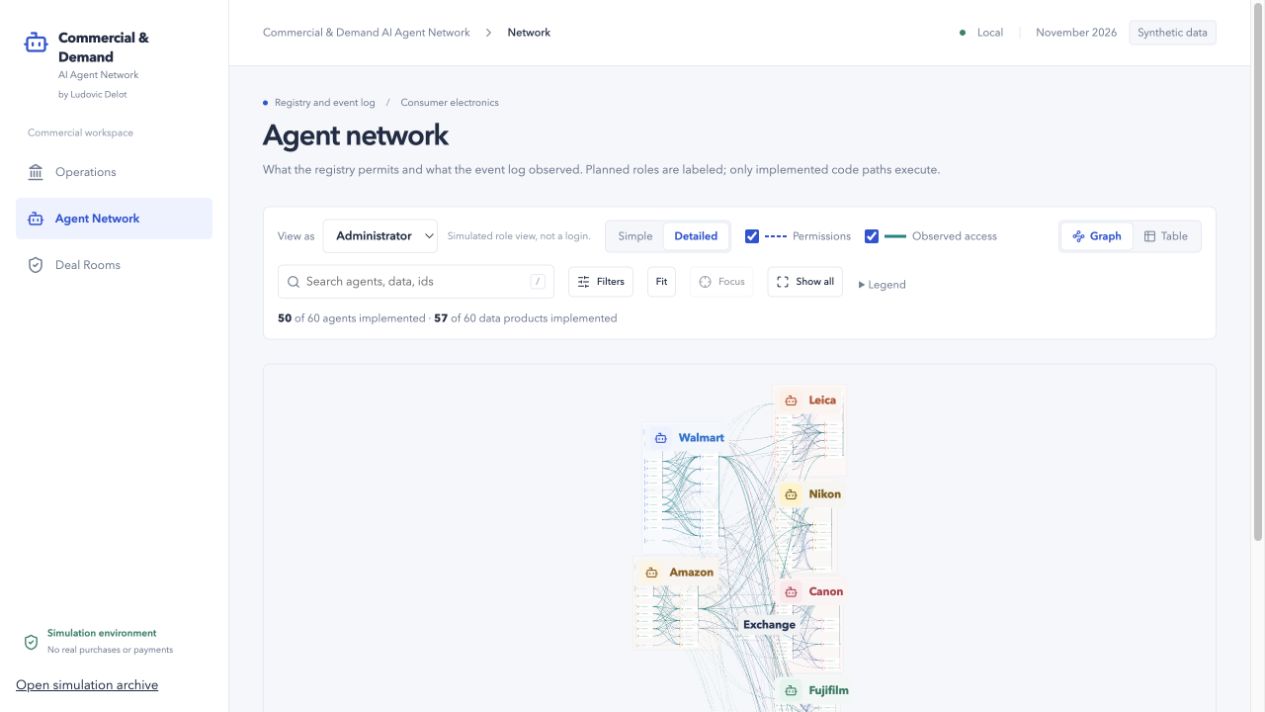 Commercial & Demand
AI Agent Network
by Ludovic Delot
Commercial workspace
Operations
Agent Network
Deal Rooms
Simulation environment
No real purchases or payments
Open simulation archive
Commercial & Demand AI Agent Network > Network
Local
November 2026
Synthetic data
Registry and event log / Consumer electronics
Agent network
What the registry permits and what the event log observed. Planned roles are labeled; only implemented code paths execute.
View as Administrator Simulated role view, not a login. Simple Detailed Permissions Observed access Graph Table
Search agents, data, ids / Filters Fit Focus Show all Legend
50 of 60 agents implemented · 57 of 60 data products implemented
Leica
Walmart
Nikon
Amazon
Canon
Exchange
Fujifilm